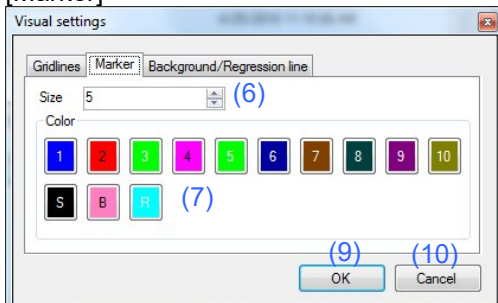 [Marker]
Visual settings
Gridlines Marker Background/Regression line
Size 5 (6)
Color
1 2 3 4 5 6 7 8 9 10
S B R (7)
(9) (10)
OK Cancel